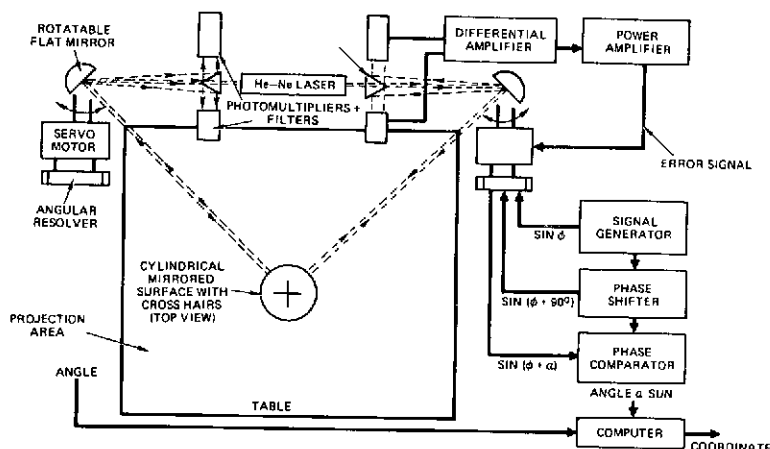 ROTATABLE
FLAT MIRROR
He–Ne LASER
PHOTOMULTIPLIERS +
FILTERS
DIFFERENTIAL
AMPLIFIER
POWER
AMPLIFIER
SERVO
MOTOR
ERROR SIGNAL
ANGULAR
RESOLVER
SIN ϕ
SIGNAL
GENERATOR
CYLINDRICAL
MIRRORED
SURFACE WITH
CROSS HAIRS
(TOP VIEW)
SIN (ϕ + 90º)
PHASE
SHIFTER
PROJECTION
AREA
SIN (ϕ + α)
PHASE
COMPARATOR
ANGLE
ANGLE α SUN
TABLE
COMPUTER
COORDINATE